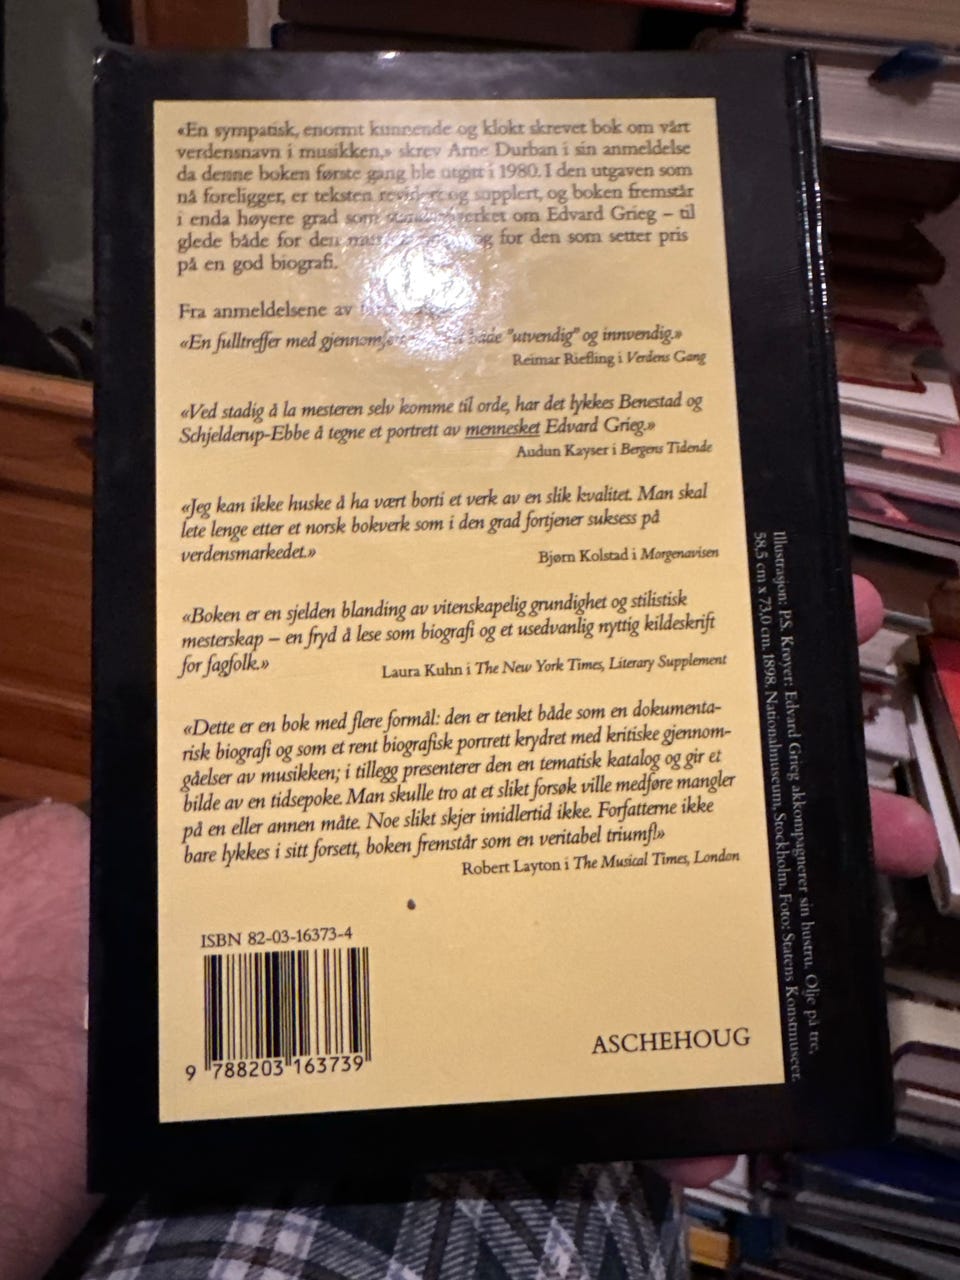 «En sympatisk, enormt kunnende og klokt skrevet bok om vårt
verdensnavn i musikken,» skrev Arne Durban i sin anmeldelse
da denne boken første gang ble utgitt i 1980. I den utgaven som
nå foreligger, er teksten revidert og supplert, og boken fremstår
i enda høyere grad som om Edvard Grieg – til
glede både for den og for den som setter pris
på en god biografi.
Fra anmeldelsene av
«En fulltreffer med både "utvendig" og innvendig.»
Reimar Riefling i Verdens Gang
«Ved stadig å la mesteren selv komme til orde, har det lykkes Benestad og
Schjelderup-Ebbe å tegne et portrett av mennesket Edvard Grieg.»
Audun Kayser i Bergens Tidende
«Jeg kan ikke huske å ha vært borti et verk av en slik kvalitet. Man skal
lete lenge etter et norsk bokverk som i den grad fortjener suksess på
verdensmarkedet.»
Bjørn Kolstad i Morgenavisen
«Boken er en sjelden blanding av vitenskapelig grundighet og stilistisk
mesterskap – en fryd å lese som biografi og et usedvanlig nyttig kildeskrift
for fagfolk.»
Laura Kuhn i The New York Times, Literary Supplement
«Dette er en bok med flere formål: den er tenkt både som en dokumenta-
risk biografi og som et rent biografisk portrett krydret med kritiske gjennom-
gåelser av musikken; i tillegg presenterer den en tematisk katalog og gir et
bilde av en tidsepoke. Man skulle tro at et slikt forsøk ville medføre mangler
på en eller annen måte. Noe slikt skjer imidlertid ikke. Forfatterne ikke
bare lykkes i sitt forsett, boken fremstår som en veritabel triumf!»
Robert Layton i The Musical Times, London
ISBN 82-03-16373-4
9 788203 163739
ASCHEHOUG
Illustrasjon: P.S. Krøyer: Edvard Grieg akkompagnerer sin hustru. Olje på tre,
58,5 cm x 73,0 cm. 1898. Nationalmuseum, Stockholm. Foto: Statens Konstmuseer.